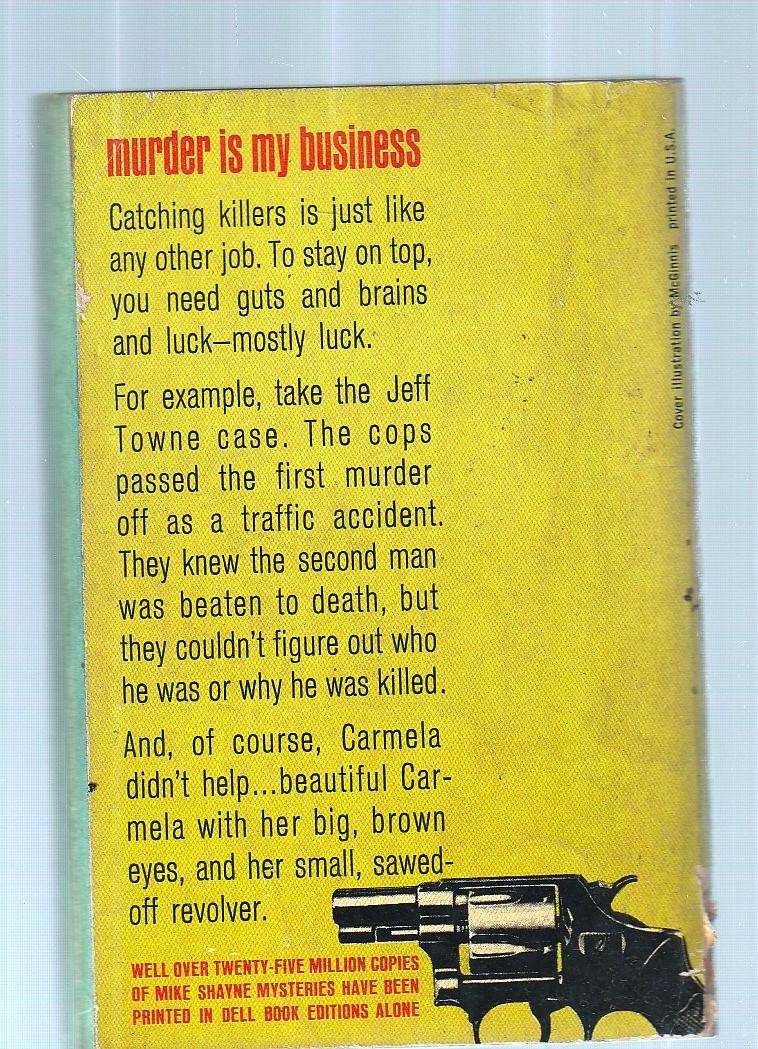 murder is my business
Catching killers is just like
any other job. To stay on top,
you need guts and brains
and luck—mostly luck.
For example, take the Jeff
Towne case. The cops
passed the first murder
off as a traffic accident.
They knew the second man
was beaten to death, but
they couldn't figure out who
he was or why he was killed.
And, of course, Carmela
didn't help...beautiful Car-
mela with her big, brown
eyes, and her small, sawed-
off revolver.
WELL OVER TWENTY-FIVE MILLION COPIES
OF MIKE SHAYNE MYSTERIES HAVE BEEN
PRINTED IN DELL BOOK EDITIONS ALONE
Cover illustration by McGinnis printed in U.S.A.